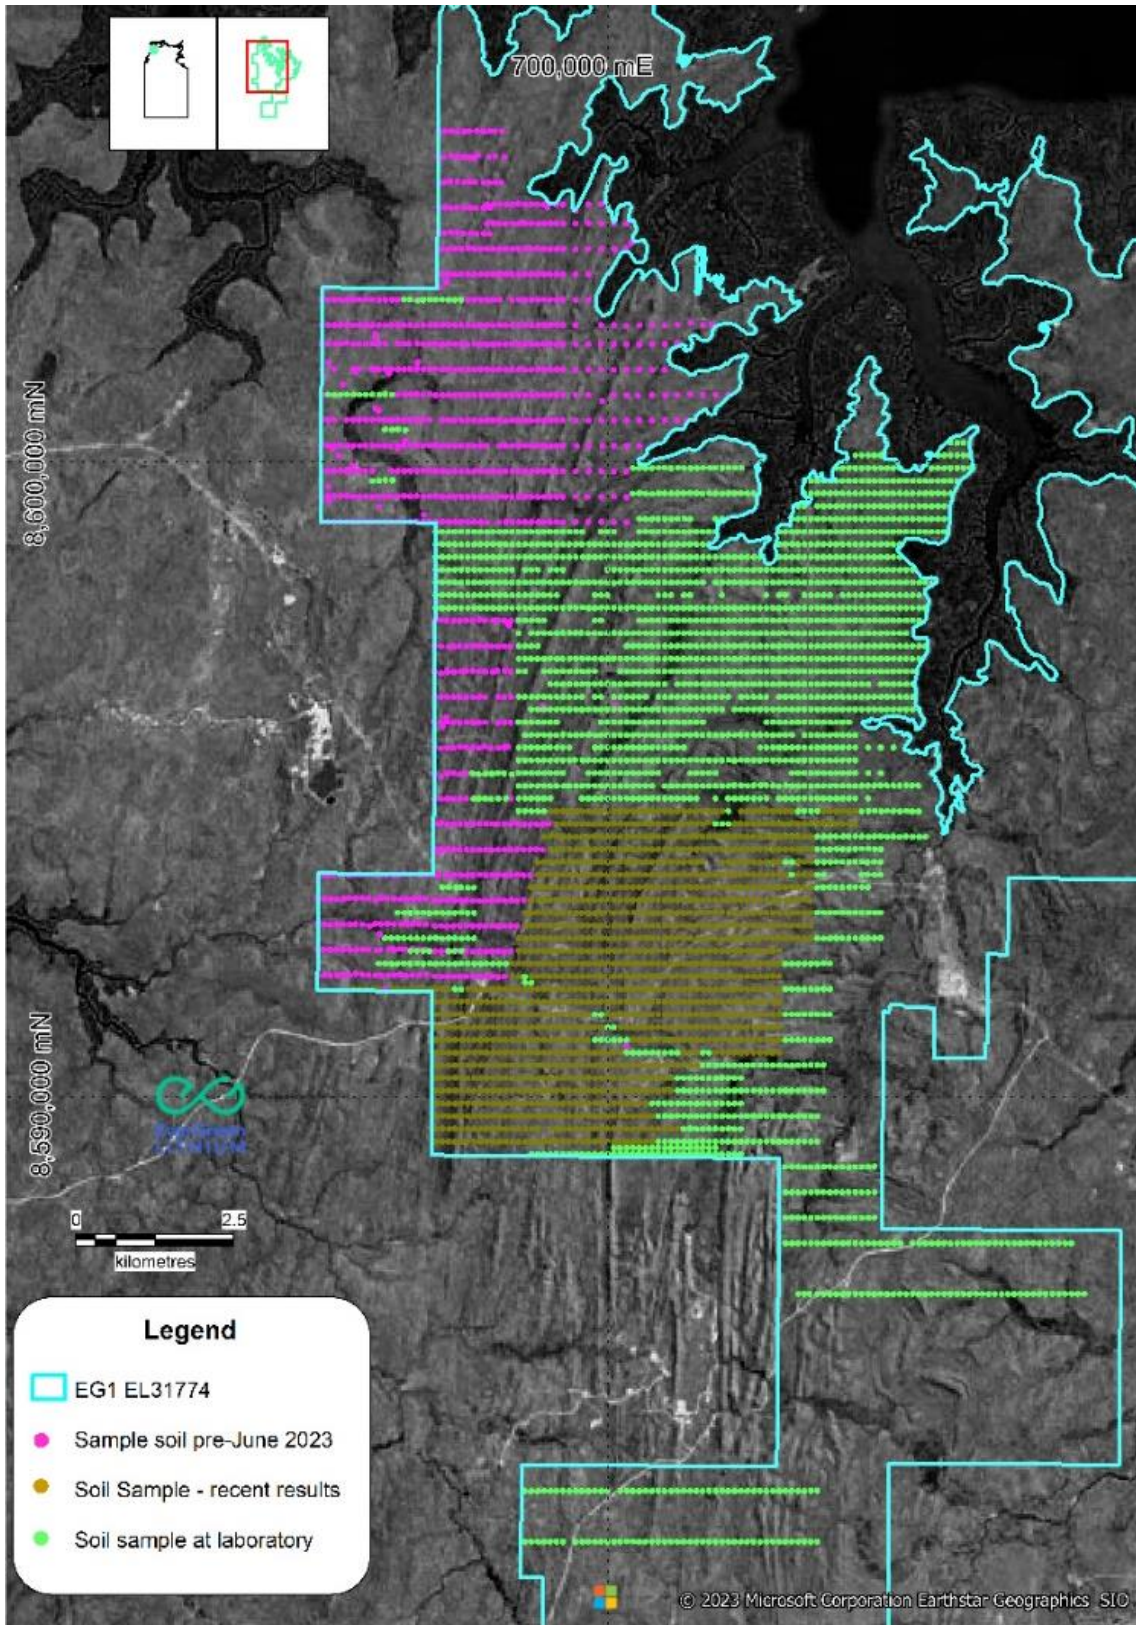 700,000 mE
8,600,000 mN
8,590,000 mN
0 2.5
kilometres
Legend
EG1 EL31774
Sample soil pre-June 2023
Soil Sample - recent results
Soil sample at laboratory
© 2023 Microsoft Corporation Earthstar Geographics SIO